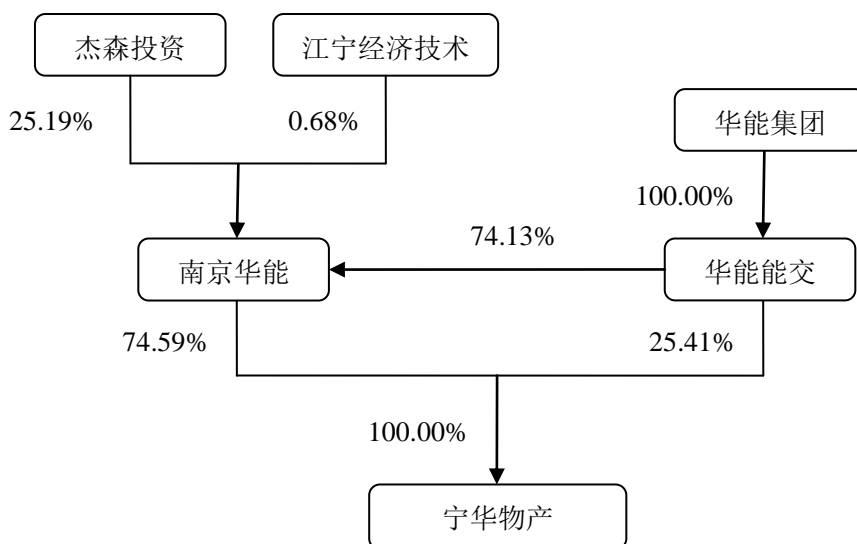 杰森投资
江宁经济技术
25.19%
0.68%
华能集团
100.00%
74.13%
南京华能
华能能交
74.59%
25.41%
100.00%
宁华物产